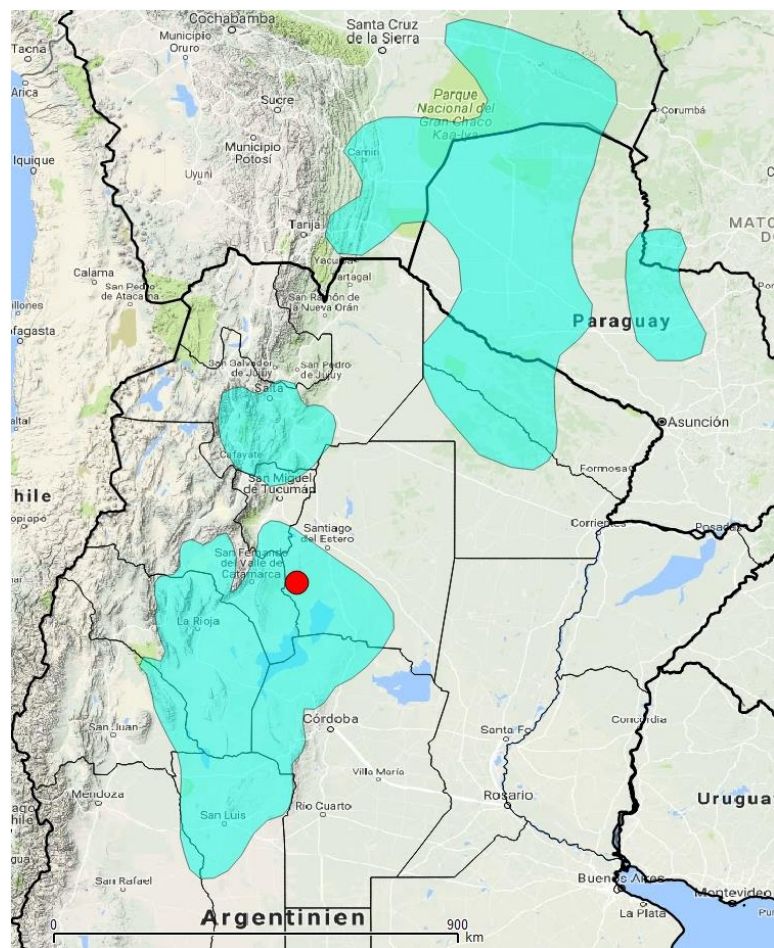 Cochabamba
Tacna
Municipio
Oruro
Santa Cruz
de la Sierra
Arica
Parque
Nacional del
Gran Chaco
Kaa-Iya
Sucre
Corumbá
Iquique
Municipio
Potosí
Camiri
Uyuni
Tarija
MATO
DO
Calama
San Pedro
de Atacama
Tartagal
San Ramón de
la Nueva Orán
Paraguay
San Salvador
de Jujuy
San Pedro
de Jujuy
Salta
Asunción
Cafayate
San Miguel
de Tucumán
Formosa
hile
Corrientes
Posadas
Santiago
del Estero
San Fernando
del Valle de
Catamarca
La Rioja
San Juan
Córdoba
Santa Fe
Concordia
Villa María
Mendoza
Río Cuarto
Rosario
Uruguay
San Luis
San Rafael
Buenos Aires
Montevideo
La Plata
Argentinien
0
900
km